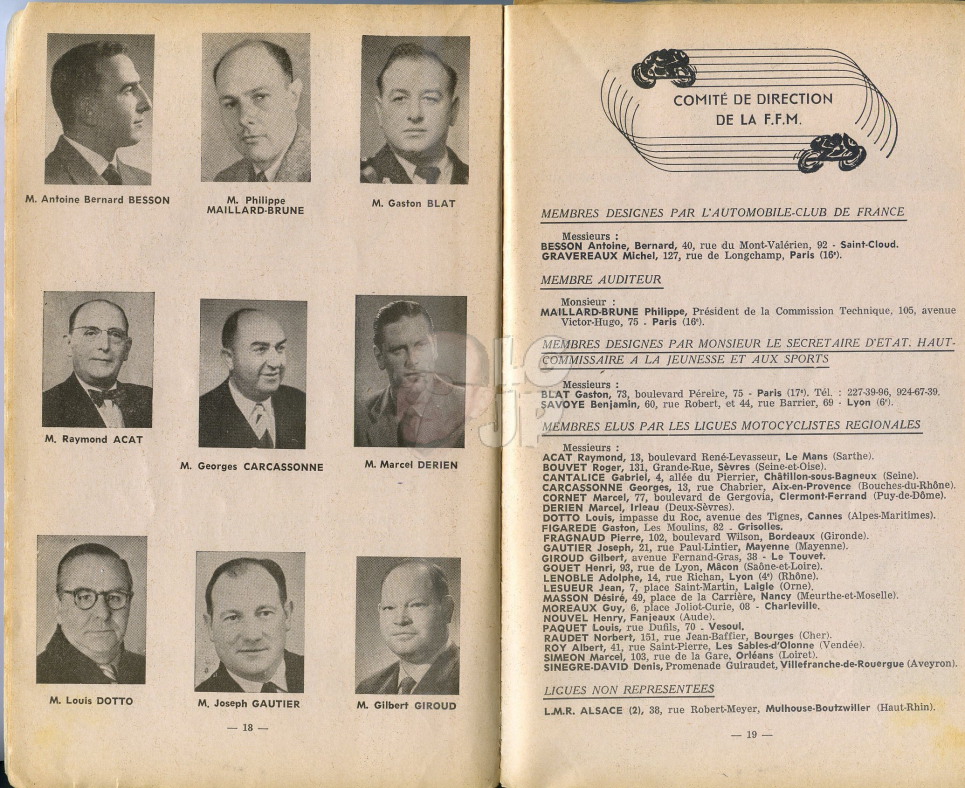 M. Antoine Bernard BESSON
M. Philippe
MAILLARD-BRUNE
M. Gaston BLAT
M. Raymond ACAT
M. Georges CARCASSONNE
M. Marcel DERIEN
M. Louis DOTTO
M. Joseph GAUTIER
M. Gilbert GIROUD
— 18 —
COMITÉ DE DIRECTION
DE LA F.F.M.
MEMBRES DESIGNES PAR L'AUTOMOBILE-CLUB DE FRANCE
Messieurs :
BESSON Antoine, Bernard, 40, rue du Mont-Valérien, 92 - Saint-Cloud.
GRAVEREAUX Michel, 127, rue de Longchamp, Paris (16e).
MEMBRE AUDITEUR
Monsieur :
MAILLARD-BRUNE Philippe, Président de la Commission Technique, 105, avenue
Victor-Hugo, 75 - Paris (16e).
MEMBRES DESIGNES PAR MONSIEUR LE SECRETAIRE D'ETAT. HAUT-
COMMISSAIRE A LA JEUNESSE ET AUX SPORTS
Messieurs :
BLAT Gaston, 73, boulevard Péreire, 75 - Paris (17e). Tél. : 227-39-96, 924-67-39.
SAVOYE Benjamin, 60, rue Robert, et 44, rue Barrier, 69 - Lyon (6e).
MEMBRES ELUS PAR LES LIGUES MOTOCYCLISTES REGIONALES
Messieurs :
ACAT Raymond, 13, boulevard René-Levasseur, Le Mans (Sarthe).
BOUVET Roger, 131, Grande-Rue, Sèvres (Seine-et-Oise).
CANTALICE Gabriel, 4, allée du Pierrier, Châtillon-sous-Bagneux (Seine).
CARCASSONNE Georges, 13, rue Chabrier, Aix-en-Provence (Bouches-du-Rhône).
CORNET Marcel, 77, boulevard de Gergovia, Clermont-Ferrand (Puy-de-Dôme).
DERIEN Marcel, Irleau (Deux-Sèvres).
DOTTO Louis, impasse du Roc, avenue des Tignes, Cannes (Alpes-Maritimes).
FIGAREDE Gaston, Les Moulins, 82 - Grisolles.
FRAGNAUD Pierre, 102, boulevard Wilson, Bordeaux (Gironde).
GAUTIER Joseph, 21, rue Paul-Lintier, Mayenne (Mayenne).
GIROUD Gilbert, avenue Fernand-Gras, 38 - Le Touvet.
GOUET Henri, 93, rue de Lyon, Mâcon (Saône-et-Loire).
LENOBLE Adolphe, 14, rue Richan, Lyon (4e) (Rhône).
LESUEUR Jean, 7, place Saint-Martin, Laigle (Orne).
MASSON Désiré, 49, place de la Carrière, Nancy (Meurthe-et-Moselle).
MOREAUX Guy, 6, place Joliot-Curie, 08 - Charleville.
NOUVEL Henry, Fanjeaux (Aude).
PAQUET Louis, rue Dufils, 70 - Vesoul.
RAUDET Norbert, 151, rue Jean-Baffier, Bourges (Cher).
ROY Albert, 41, rue Saint-Pierre, Les Sables-d'Olonne (Vendée).
SIMEON Marcel, 103, rue de la Gare, Orléans (Loiret).
SINEGRE-DAVID Denis, Promenade Guiraudet, Villefranche-de-Rouergue (Aveyron).
LIGUES NON REPRESENTEES
L.M.R. ALSACE (2), 38, rue Robert-Meyer, Mulhouse-Boutzwiller (Haut-Rhin).
— 19 —